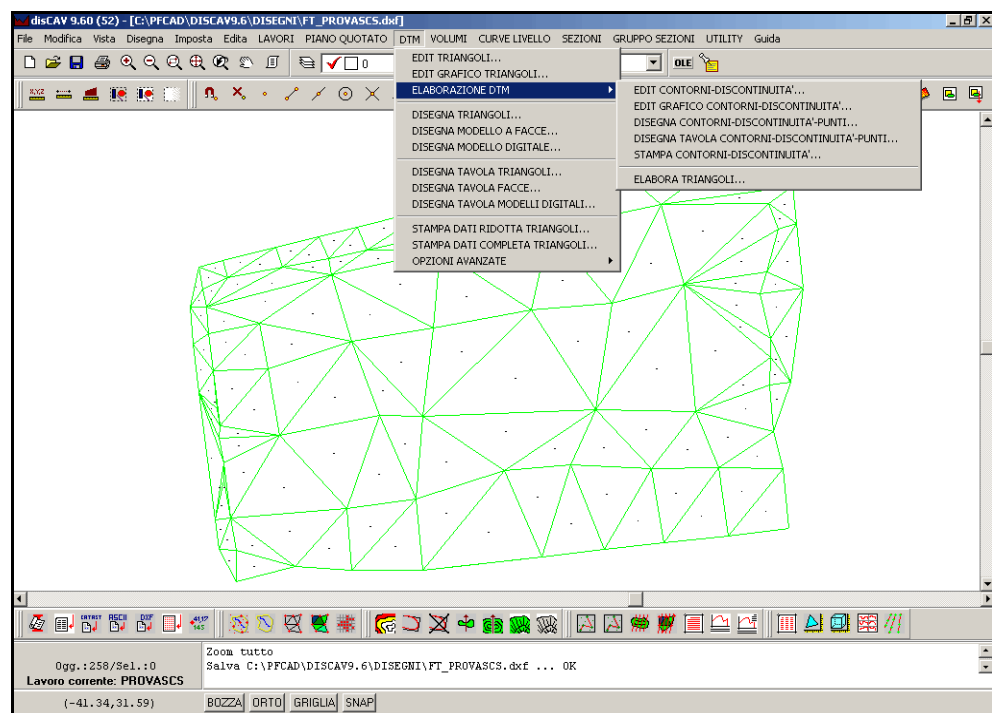 disCAV 9.60 (52) - [C:\PFCAD\DISCAV9.6\DISEGNI\FT_PROVASCS.dxf]
File Modifica Vista Disegna Imposta Edita LAVORI PIANO QUOTATO DTM VOLUMI CURVE LIVELLO SEZIONI GRUPPO SEZIONI UTILITY Guida
0
OLE
EDIT TRIANGOLI...
EDIT GRAFICO TRIANGOLI...
ELABORAZIONE DTM
DISEGNA TRIANGOLI...
DISEGNA MODELLO A FACCE...
DISEGNA MODELLO DIGITALE...
DISEGNA TAVOLA TRIANGOLI...
DISEGNA TAVOLA FACCE...
DISEGNA TAVOLA MODELLI DIGITALI...
STAMPA DATI RIDOTTA TRIANGOLI...
STAMPA DATI COMPLETA TRIANGOLI...
OPZIONI AVANZATE
EDIT CONTORNI-DISCONTINUITA'...
EDIT GRAFICO CONTORNI-DISCONTINUITA'...
DISEGNA CONTORNI-DISCONTINUITA'-PUNTI...
DISEGNA TAVOLA CONTORNI-DISCONTINUITA'-PUNTI...
STAMPA CONTORNI-DISCONTINUITA'...
ELABORA TRIANGOLI...
X,Y,Z
ASCII DXF
Zoom tutto
Salva C:\PFCAD\DISCAV9.6\DISEGNI\FT_PROVASCS.dxf ... OK
Ogg.:258/Sel.:0
Lavoro corrente: PROVASCS
(-41.34,31.59)
BOZZA ORTO GRIGLIA SNAP